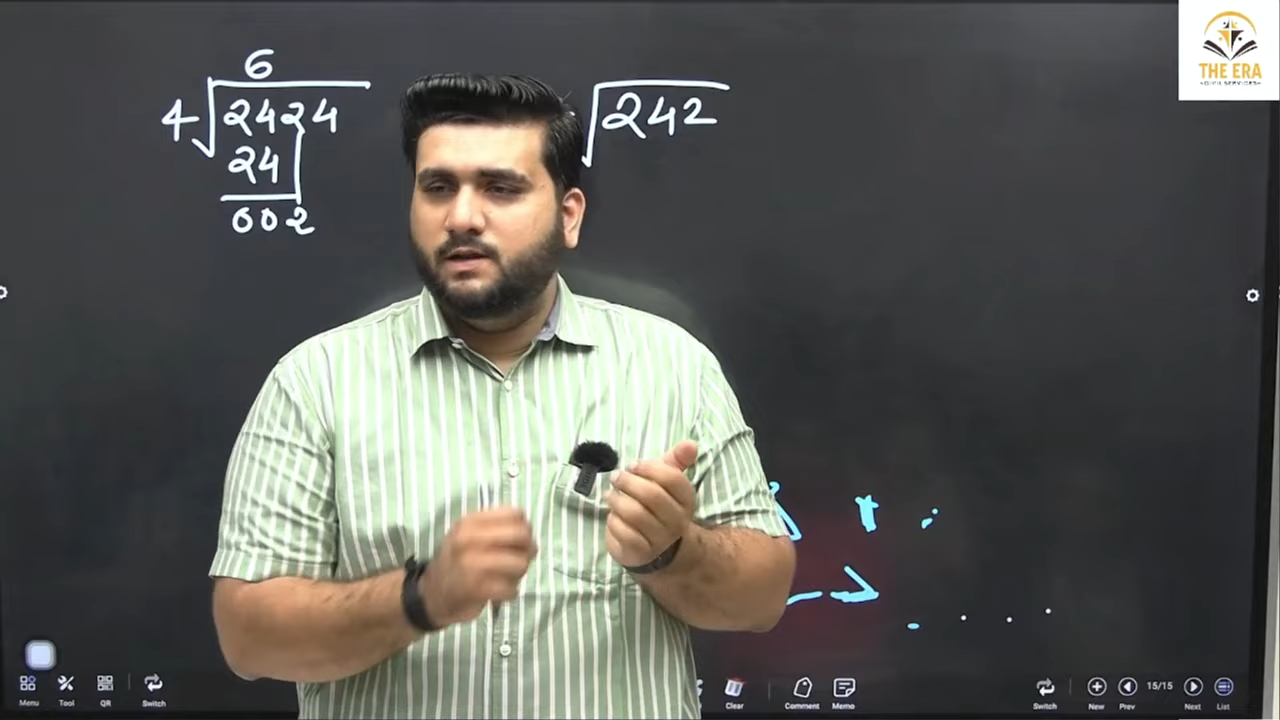 6
4 2424
24
002
242
THE ERA
Menu Tool QR Switch Clear Comment Memo Switch New Prev 15/15 Next List